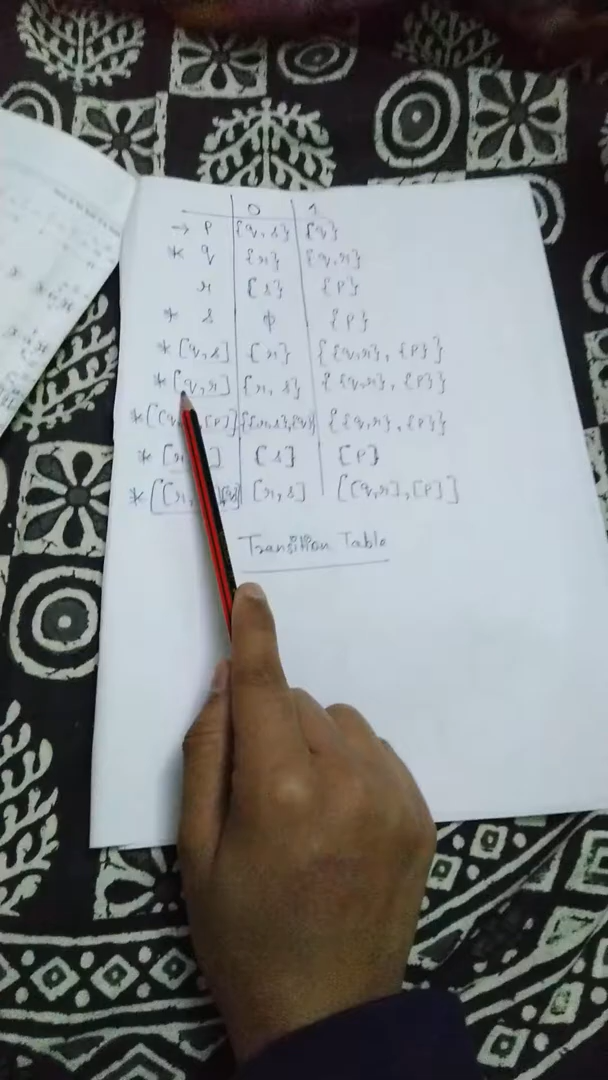 0 1
→ p {q, s} {q}
* q {r} {q, r}
r {s} {p}
* s ϕ {p}
* [q, s] {r} {{q, r}, {p}}
* [q, r] {r, s} {{q, r}, {p}}
{{r, s}, {q}} {{q, r}, {p}}
* [s] [p]
* [r, s] [[q, r], [p]]
Transition Table